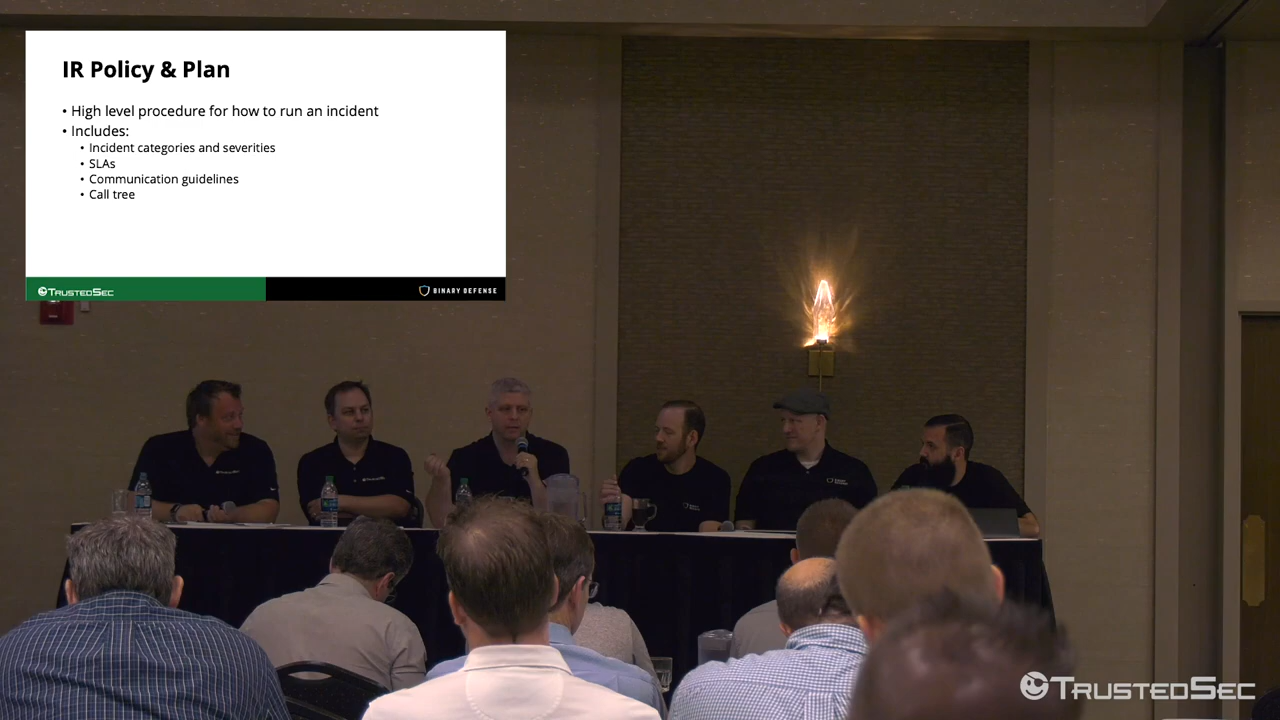 IR Policy & Plan
• High level procedure for how to run an incident
• Includes:
• Incident categories and severities
• SLAs
• Communication guidelines
• Call tree
TRUSTEDSEC
BINARY DEFENSE
TRUSTEDSEC